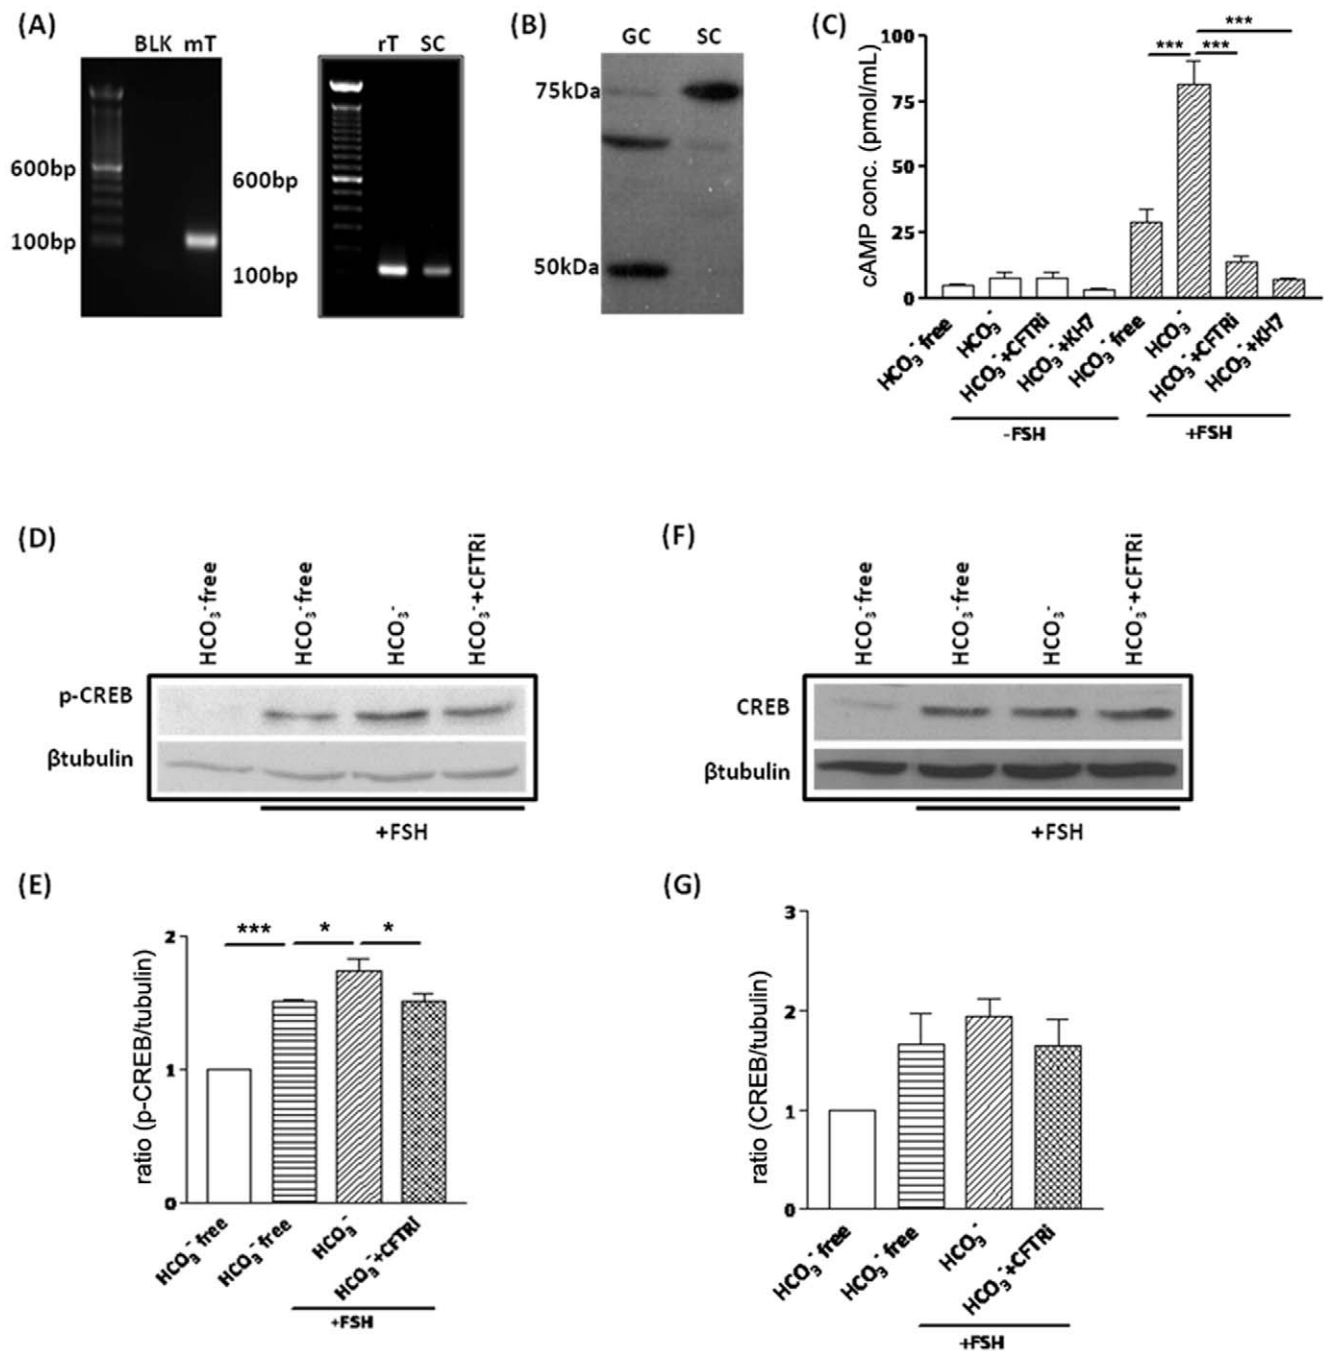 (A)
BLK mT
600bp
100bp
rT SC
600bp
100bp
(B)
GC SC
75kDa
50kDa
(C)
cAMP conc. (pmol/mL)
100
75
50
25
0
***
*** ***
HCO₃⁻ free
HCO₃⁻
HCO₃⁻+CFTRi
HCO₃⁻+KH7
HCO₃⁻ free
HCO₃⁻
HCO₃⁻+CFTRi
HCO₃⁻+KH7
-FSH
+FSH
(D)
HCO₃⁻free
HCO₃⁻free
HCO₃⁻
HCO₃⁻+CFTRi
p-CREB
βtubulin
+FSH
(F)
HCO₃⁻free
HCO₃⁻free
HCO₃⁻
HCO₃⁻+CFTRi
CREB
βtubulin
+FSH
(E)
ratio (p-CREB/tubulin)
2
1
0
*** * *
HCO₃⁻ free
HCO₃⁻ free
HCO₃⁻
HCO₃⁻+CFTRi
+FSH
(G)
ratio (CREB/tubulin)
3
2
1
0
HCO₃⁻ free
HCO₃⁻ free
HCO₃⁻
HCO₃⁻+CFTRi
+FSH